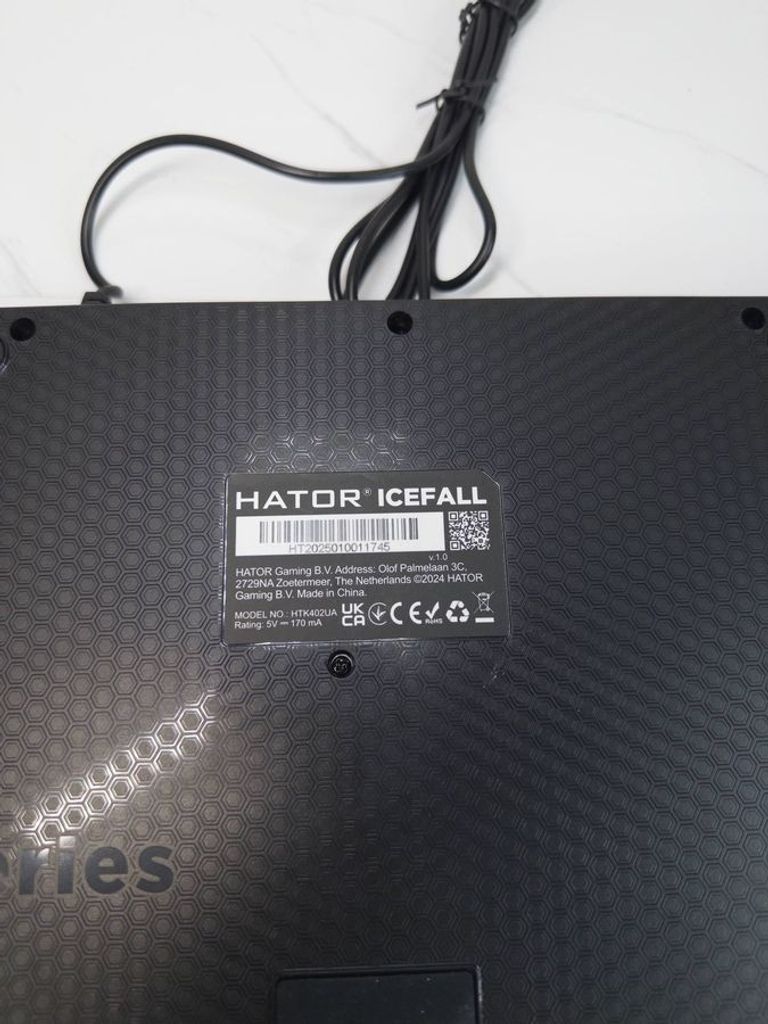 HATOR® ICEFALL
HT2025010011745
v.1.0
HATOR Gaming B.V. Address: Olof Palmelaan 3C,
2729NA Zoetermeer, The Netherlands ©2024 HATOR
Gaming B.V. Made in China.
MODEL NO : HTK402UA
Rating: 5V ⎓ 170 mA
UK
CA
CE
RoHS
eries